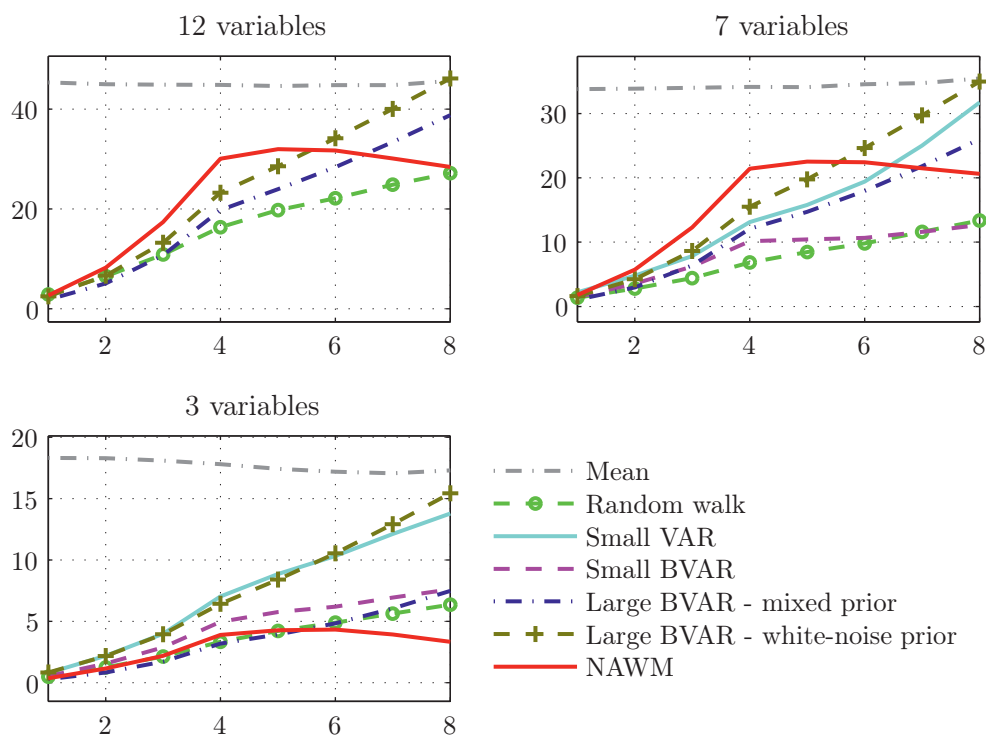 12 variables
40
20
0
2 4 6 8
7 variables
30
20
10
0
2 4 6 8
3 variables
20
15
10
5
0
2 4 6 8
Mean
Random walk
Small VAR
Small BVAR
Large BVAR - mixed prior
Large BVAR - white-noise prior
NAWM